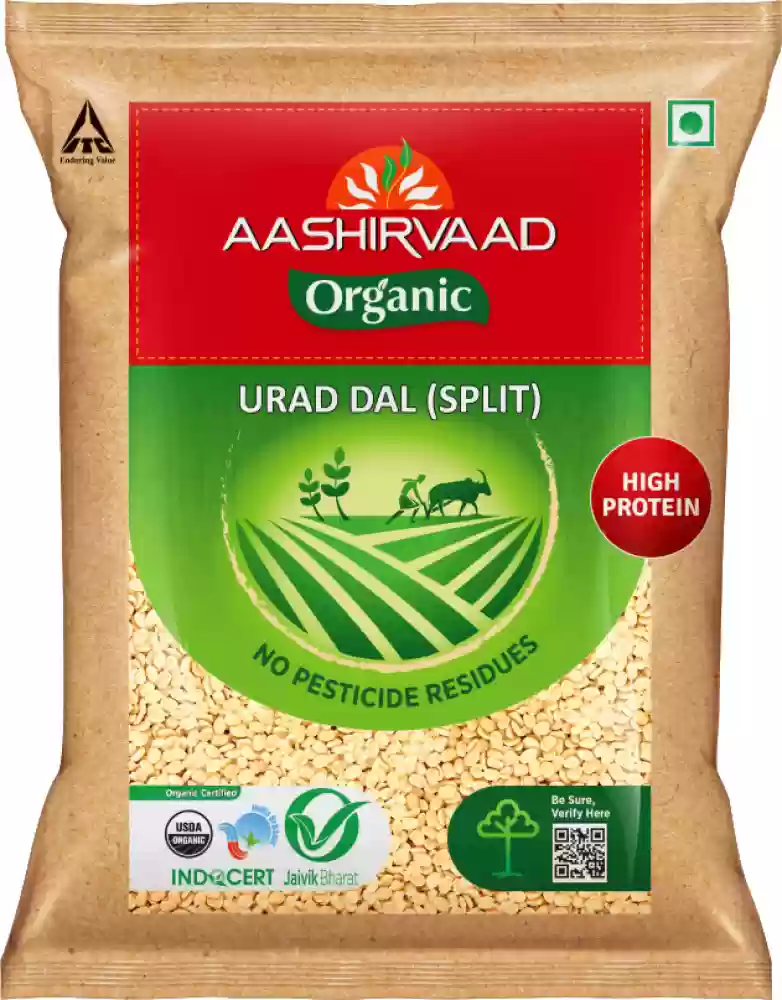 ITC
Enduring Value
AASHIRVAAD
Organic
URAD DAL (SPLIT)
HIGH
PROTEIN
NO PESTICIDE RESIDUES
Organic Certified
USDA
ORGANIC
INDOCERT
Jaivik Bharat
Be Sure,
Verify Here